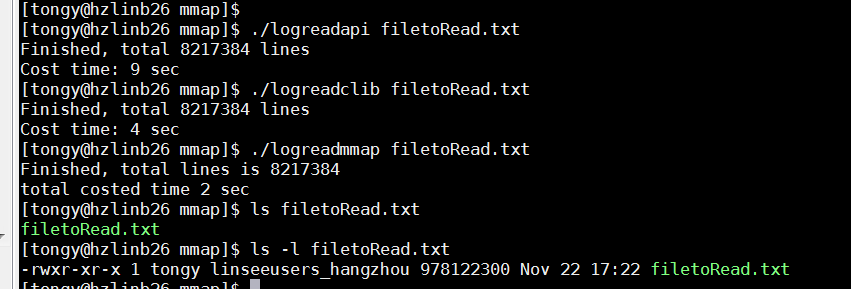 [tongy@hzlinb26 mmap]$
[tongy@hzlinb26 mmap]$ ./logreadapi filetoRead.txt
Finished, total 8217384 lines
Cost time: 9 sec
[tongy@hzlinb26 mmap]$ ./logreadclib filetoRead.txt
Finished, total 8217384 lines
Cost time: 4 sec
[tongy@hzlinb26 mmap]$ ./logreadmmap filetoRead.txt
Finished, total lines is 8217384
total costed time 2 sec
[tongy@hzlinb26 mmap]$ ls filetoRead.txt
filetoRead.txt
[tongy@hzlinb26 mmap]$ ls -l filetoRead.txt
-rwxr-xr-x 1 tongy linseeusers_hangzhou 978122300 Nov 22 17:22 filetoRead.txt
[tongy@hzlinb26 mmap]$